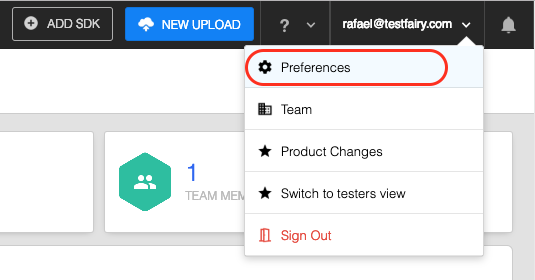 ADD SDK
NEW UPLOAD
?
rafael@testfairy.com
Preferences
Team
Product Changes
Switch to testers view
Sign Out
1
TEAM MEM